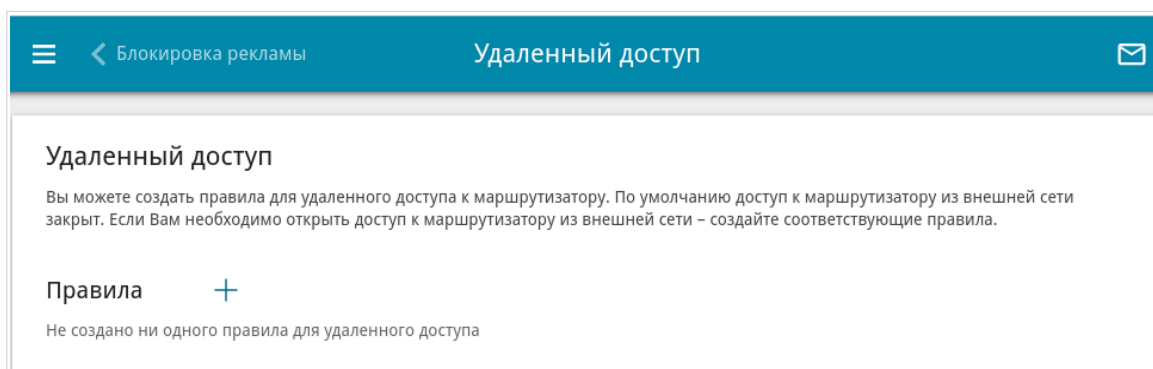 Блокировка рекламы
Удаленный доступ
Удаленный доступ
Вы можете создать правила для удаленного доступа к маршрутизатору. По умолчанию доступ к маршрутизатору из внешней сети
закрыт. Если Вам необходимо открыть доступ к маршрутизатору из внешней сети – создайте соответствующие правила.
Правила
Не создано ни одного правила для удаленного доступа